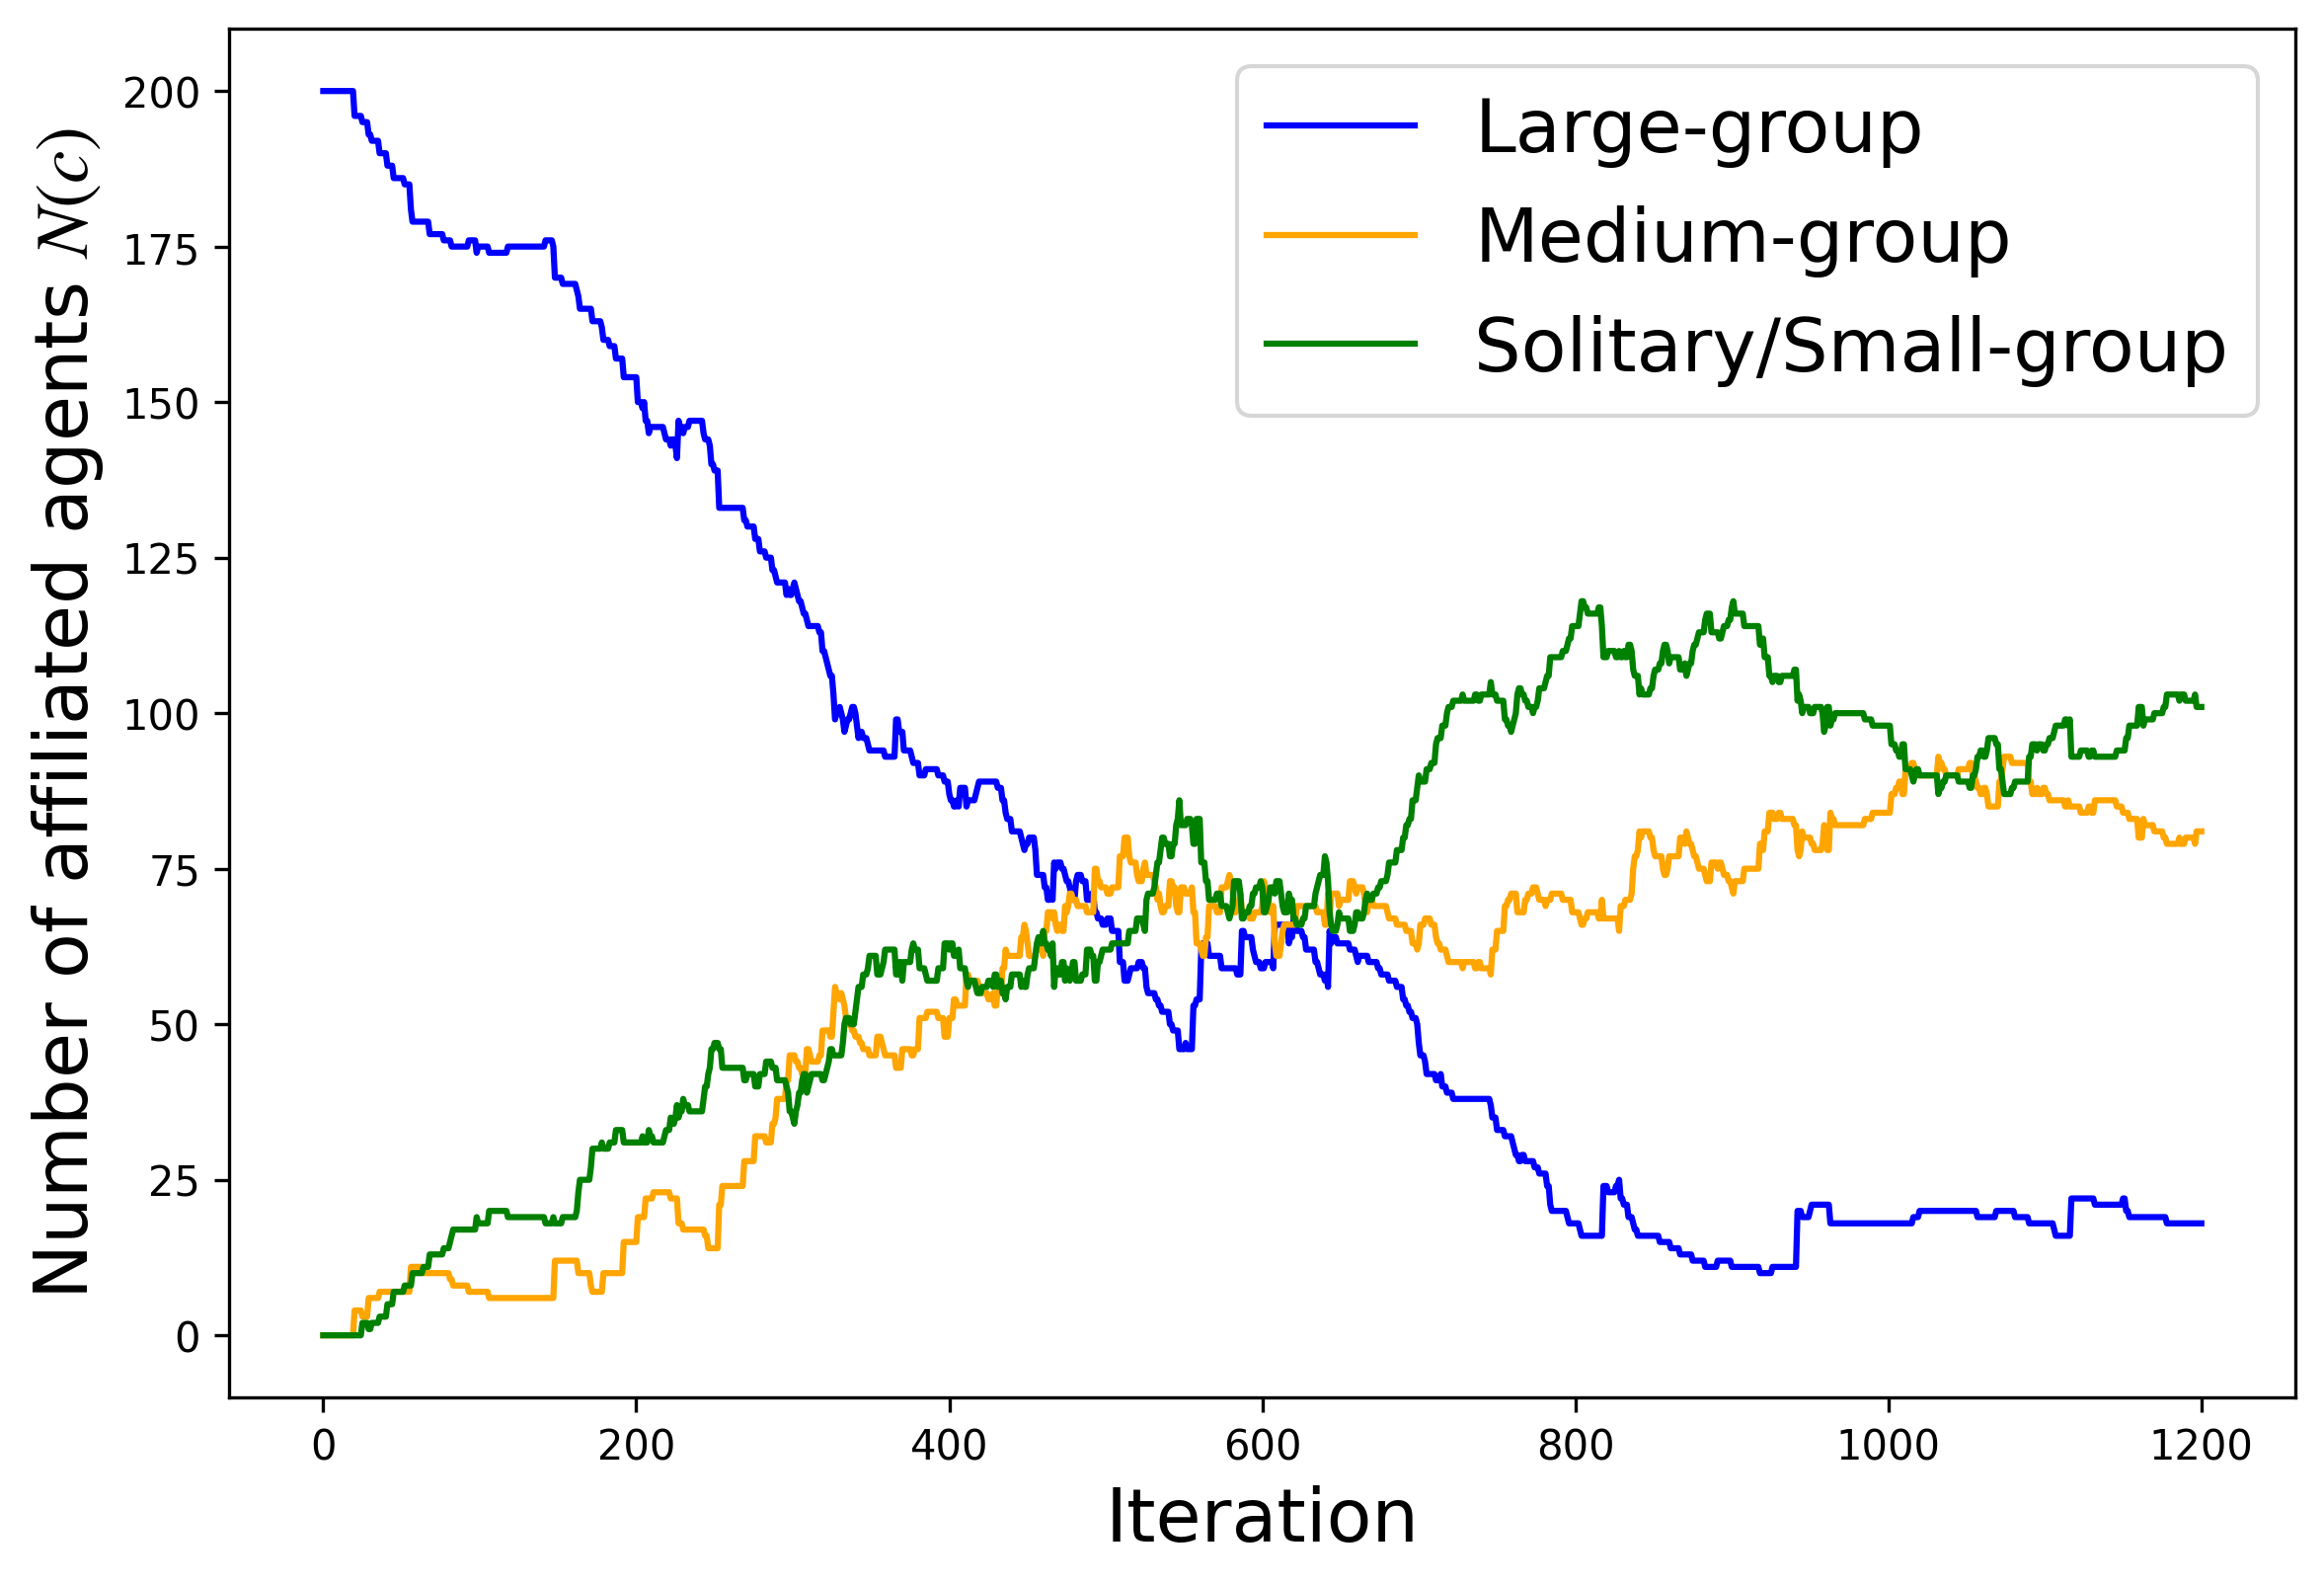 Number of affiliated agents N(c)
200
175
150
125
100
75
50
25
0
Large-group
Medium-group
Solitary/Small-group
0 200 400 600 800 1000 1200
Iteration